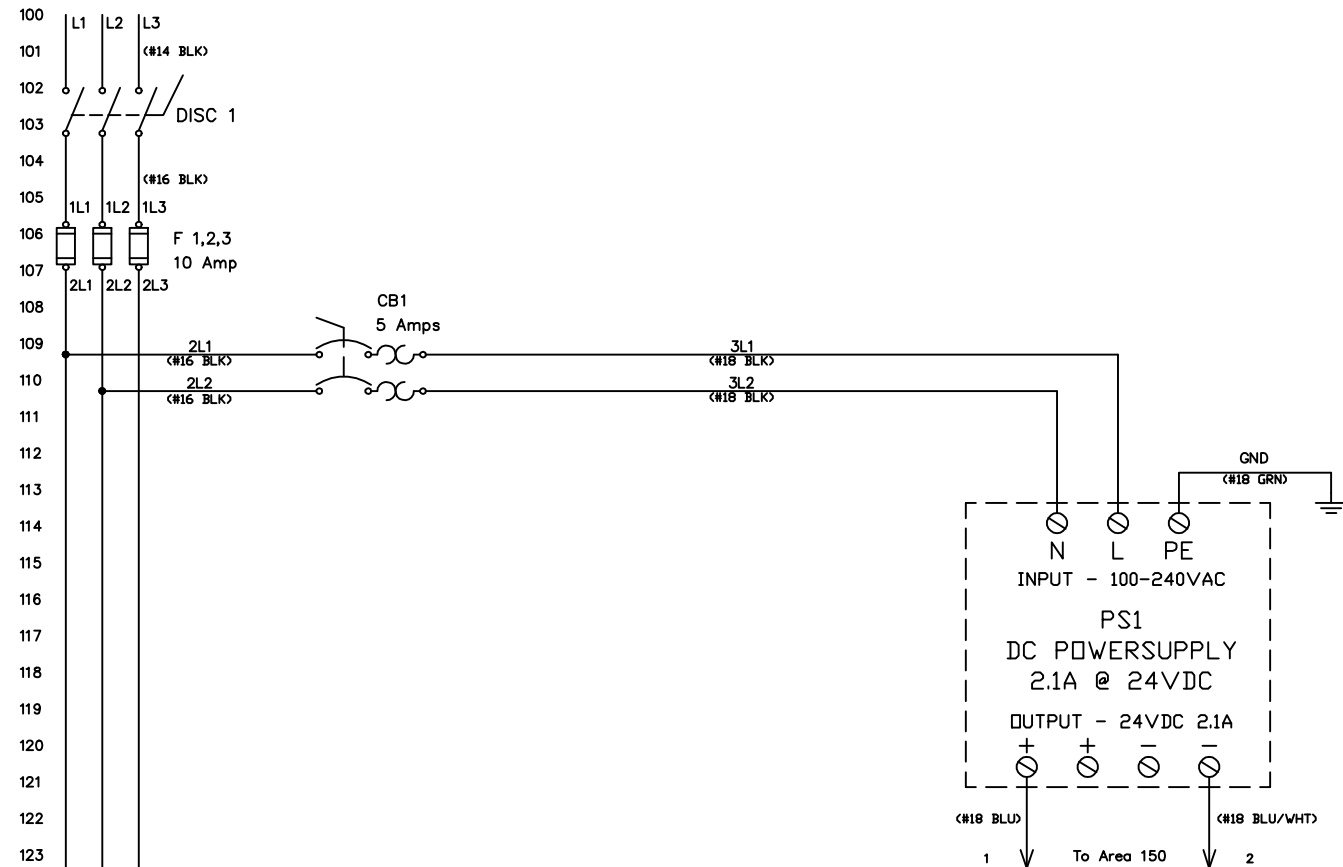 100 L1 L2 L3
101 (#14 BLK)
102
103 DISC 1
104
(#16 BLK)
105
1L1 1L2 1L3
106 F 1,2,3
107 10 Amp
2L1 2L2 2L3
108 CB1
5 Amps
109 2L1 3L1
(#16 BLK) (#18 BLK)
110 2L2 3L2
(#16 BLK) (#18 BLK)
111
112 GND
113 (#18 GRN)
114
115 N L PE
INPUT - 100-240VAC
116
117 PS1
DC POWERSUPPLY
118 2.1A @ 24VDC
119
OUTPUT - 24VDC 2.1A
120 + + - -
121
122 (#18 BLU) (#18 BLU/WHT)
123 1 To Area 150 2